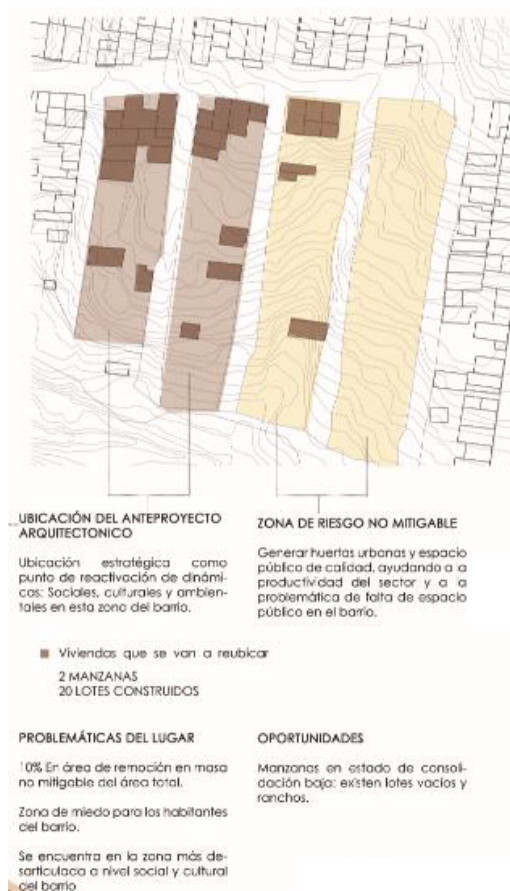 UBICACIÓN DEL ANTEPROYECTO
ARQUITECTONICO
Ubicación estratégica como
punto de reactivación de dinámi-
cas: Sociales, culturales y ambien-
tales en esta zona del barrio.
ZONA DE RIESGO NO MITIGABLE
Generar huertas urbanas y espacio
público de calidad, ayudando a la
productividad del sector y a a
problemática de falta de espacio
público en el barrio.
Viviendas que se van a reubicar
2 MANZANAS
20 LOTES CONSTRUIDOS
PROBLEMÁTICAS DEL LUGAR
10% En área de remoción en masa
no mitigable del área total.
Zona de miedo para los habitantes
del barrio.
Se encuentra en la zona más de-
sarticulada a nivel social y cultural
del barrio
OPORTUNIDADES
Manzanas en estado de consoli-
dación baja: existen lotes vacios y
ranchos.